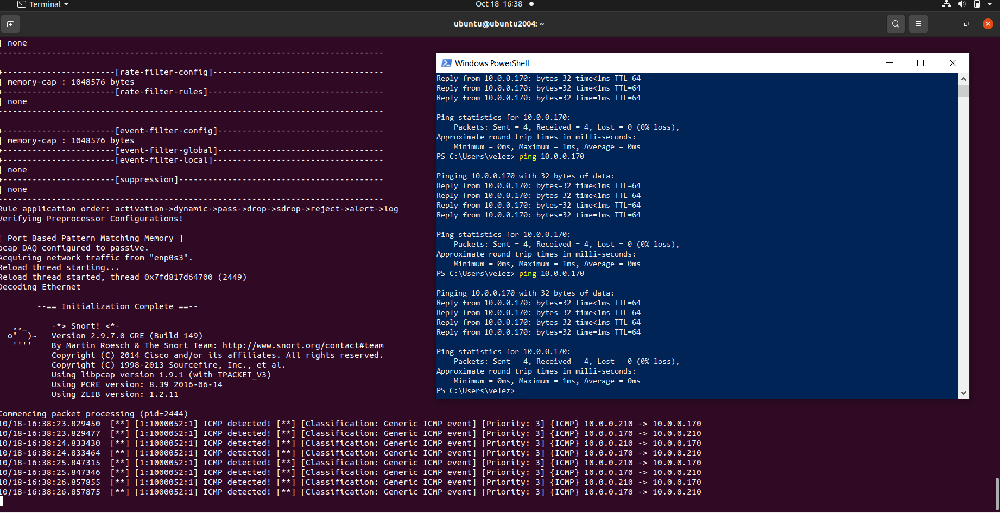 Terminal
Oct 18 16:38
ubuntu@ubuntu2004: ~
| none
-------------------------------------------------------------------------------
+-----------------------[rate-filter-config]-----------------------------------
| memory-cap : 1048576 bytes
+-----------------------[rate-filter-rules]------------------------------------
| none
-------------------------------------------------------------------------------
+-----------------------[event-filter-config]----------------------------------
| memory-cap : 1048576 bytes
+-----------------------[event-filter-global]----------------------------------
+-----------------------[event-filter-local]-----------------------------------
| none
+-----------------------[suppression]------------------------------------------
| none
-------------------------------------------------------------------------------
Rule application order: activation->dynamic->pass->drop->sdrop->reject->alert->log
Verifying Preprocessor Configurations!
[ Port Based Pattern Matching Memory ]
pcap DAQ configured to passive.
Acquiring network traffic from "enp0s3".
Reload thread starting...
Reload thread started, thread 0x7fd817d64700 (2449)
Decoding Ethernet
--== Initialization Complete ==--
,,_ -*> Snort! <*-
o" )~ Version 2.9.7.0 GRE (Build 149)
'''' By Martin Roesch & The Snort Team: http://www.snort.org/contact#team
Copyright (C) 2014 Cisco and/or its affiliates. All rights reserved.
Copyright (C) 1998-2013 Sourcefire, Inc., et al.
Using libpcap version 1.9.1 (with TPACKET_V3)
Using PCRE version: 8.39 2016-06-14
Using ZLIB version: 1.2.11
Commencing packet processing (pid=2444)
10/18-16:38:23.829450 [**] [1:1000052:1] ICMP detected! [**] [Classification: Generic ICMP event] [Priority: 3] {ICMP} 10.0.0.210 -> 10.0.0.170
10/18-16:38:23.829477 [**] [1:1000052:1] ICMP detected! [**] [Classification: Generic ICMP event] [Priority: 3] {ICMP} 10.0.0.170 -> 10.0.0.210
10/18-16:38:24.833430 [**] [1:1000052:1] ICMP detected! [**] [Classification: Generic ICMP event] [Priority: 3] {ICMP} 10.0.0.210 -> 10.0.0.170
10/18-16:38:24.833464 [**] [1:1000052:1] ICMP detected! [**] [Classification: Generic ICMP event] [Priority: 3] {ICMP} 10.0.0.170 -> 10.0.0.210
10/18-16:38:25.847315 [**] [1:1000052:1] ICMP detected! [**] [Classification: Generic ICMP event] [Priority: 3] {ICMP} 10.0.0.210 -> 10.0.0.170
10/18-16:38:25.847346 [**] [1:1000052:1] ICMP detected! [**] [Classification: Generic ICMP event] [Priority: 3] {ICMP} 10.0.0.170 -> 10.0.0.210
10/18-16:38:26.857855 [**] [1:1000052:1] ICMP detected! [**] [Classification: Generic ICMP event] [Priority: 3] {ICMP} 10.0.0.210 -> 10.0.0.170
10/18-16:38:26.857875 [**] [1:1000052:1] ICMP detected! [**] [Classification: Generic ICMP event] [Priority: 3] {ICMP} 10.0.0.170 -> 10.0.0.210
Windows PowerShell
Reply from 10.0.0.170: bytes=32 time<1ms TTL=64
Reply from 10.0.0.170: bytes=32 time<1ms TTL=64
Reply from 10.0.0.170: bytes=32 time=1ms TTL=64
Ping statistics for 10.0.0.170:
Packets: Sent = 4, Received = 4, Lost = 0 (0% loss),
Approximate round trip times in milli-seconds:
Minimum = 0ms, Maximum = 1ms, Average = 0ms
PS C:\Users\velez> ping 10.0.0.170
Pinging 10.0.0.170 with 32 bytes of data:
Reply from 10.0.0.170: bytes=32 time<1ms TTL=64
Reply from 10.0.0.170: bytes=32 time<1ms TTL=64
Reply from 10.0.0.170: bytes=32 time<1ms TTL=64
Reply from 10.0.0.170: bytes=32 time=1ms TTL=64
Ping statistics for 10.0.0.170:
Packets: Sent = 4, Received = 4, Lost = 0 (0% loss),
Approximate round trip times in milli-seconds:
Minimum = 0ms, Maximum = 1ms, Average = 0ms
PS C:\Users\velez> ping 10.0.0.170
Pinging 10.0.0.170 with 32 bytes of data:
Reply from 10.0.0.170: bytes=32 time<1ms TTL=64
Reply from 10.0.0.170: bytes=32 time<1ms TTL=64
Reply from 10.0.0.170: bytes=32 time<1ms TTL=64
Reply from 10.0.0.170: bytes=32 time=1ms TTL=64
Ping statistics for 10.0.0.170:
Packets: Sent = 4, Received = 4, Lost = 0 (0% loss),
Approximate round trip times in milli-seconds:
Minimum = 0ms, Maximum = 1ms, Average = 0ms
PS C:\Users\velez>